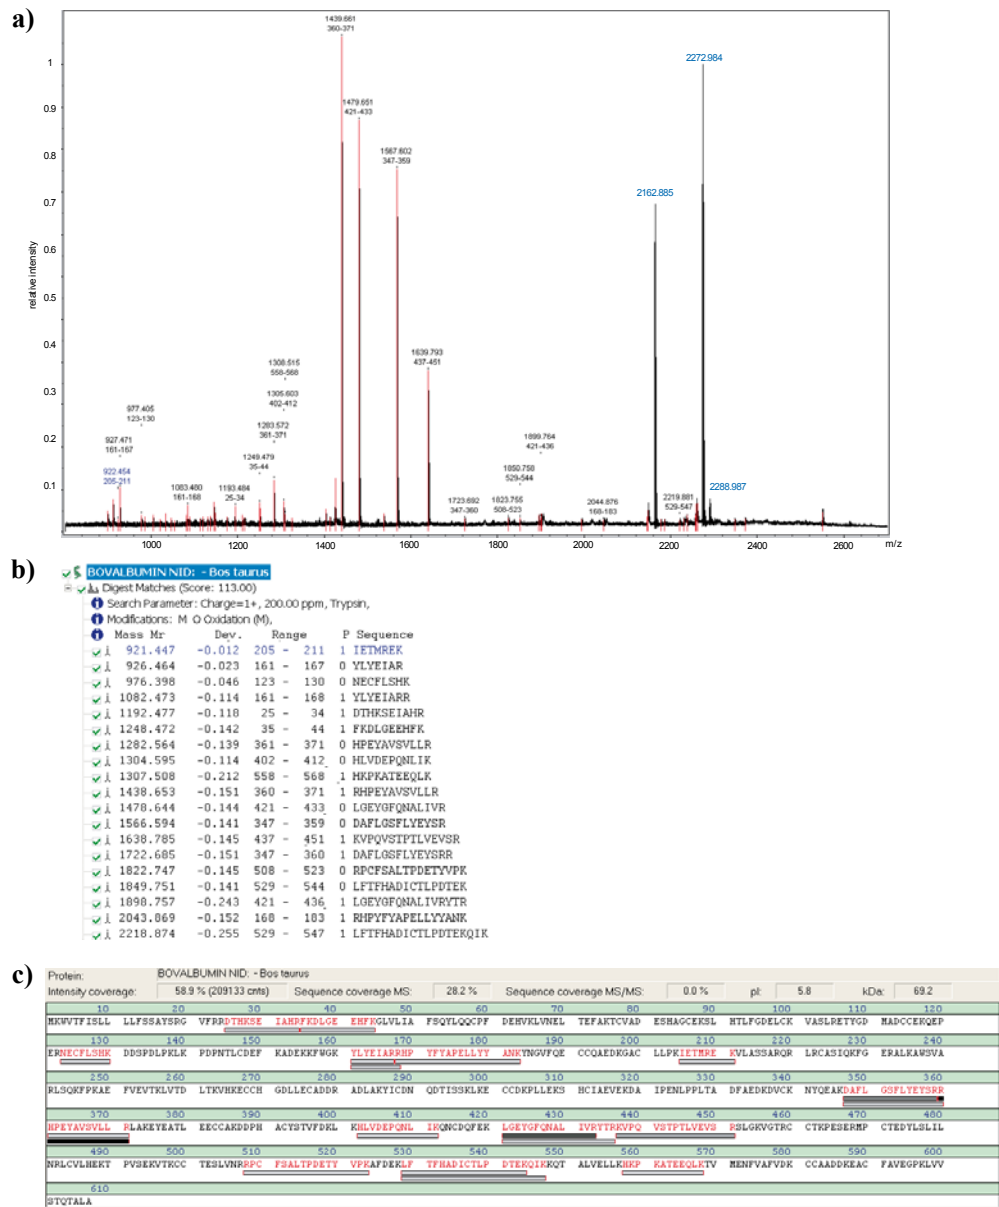 a)
1439.661
360-371
1
2272.984
1479.651
421-433
0.9
0.8
1567.602
347-359
0.7
2162.885
0.6
relative intensity
0.5
0.4
1639.793
437-451
1308.515
558-568
0.3
1305.603
402-412
977.405
123-130
1283.572
361-371
0.2
927.471
161-167
1899.764
421-436
1249.479
35-44
922.454
205-211
1850.758
529-544
0.1
1083.480
161-168
1193.484
25-34
1723.692
347-360
1823.755
508-523
2044.876
168-183
2219.881
529-547
2288.987
1000 1200 1400 1600 1800 2000 2200 2400 2600 m/z
b)
BOVALBUMIN NID: - Bos taurus
Digest Matches (Score: 113.00)
Search Parameter: Charge=1+, 200.00 ppm, Trypsin,
Modifications: M O Oxidation (M),
Mass Mr Dev. Range P Sequence
921.447 -0.012 205 - 211 1 IETMREK
926.464 -0.023 161 - 167 0 YLYEIAR
976.398 -0.046 123 - 130 0 NECFLSHK
1082.473 -0.114 161 - 168 1 YLYEIARR
1192.477 -0.118 25 - 34 1 DTHKSEIAHR
1248.472 -0.142 35 - 44 1 FKDLGEEHFK
1282.564 -0.139 361 - 371 0 HPEYAVSVLLR
1304.595 -0.114 402 - 412 0 HLVDEPQNLIK
1307.508 -0.212 558 - 568 1 HKPKATEEQLK
1438.653 -0.151 360 - 371 1 RHPEYAVSVLLR
1478.644 -0.144 421 - 433 0 LGEYGFQNALIVR
1566.594 -0.141 347 - 359 0 DAFLGSFLYEYSR
1638.785 -0.145 437 - 451 1 KVPQVSTPTLVEVSR
1722.685 -0.151 347 - 360 1 DAFLGSFLYEYSRR
1822.747 -0.145 508 - 523 0 RPCFSALTPDETYVPK
1849.751 -0.141 529 - 544 0 LFTFHADICTLPDTEK
1898.757 -0.243 421 - 436 1 LGEYGFQNALIVRYTR
2043.869 -0.152 168 - 183 1 RHPYFYAPELLYYANK
2218.874 -0.255 529 - 547 1 LFTFHADICTLPDTEKQIK
c)
Protein: BOVALBUMIN NID: - Bos taurus
Intensity coverage: 58.9 % (209133 cnts) Sequence coverage MS: 28.2 % Sequence coverage MS/MS: 0.0 % pI: 5.8 kDa: 69.2
10 20 30 40 50 60 70 80 90 100 110 120
MKWVTFISLL LLFSSAYSRG VFRRDTHKSE IAHRFKDLGE EHFKGLVLIA FSQYLQQCPF DEHVKLVNEL TEFAKTCVAD ESHAGCEKSL HTLFGDELCK VASLRETYGD MADCCEKQEP
130 140 150 160 170 180 190 200 210 220 230 240
ERNECFLSHK DDSPDLPKLK PDPNTLCDEF KADEKKFWGK YLYEIARRHP YFYAPELLYY ANKYNGVFQE CCQAEDKGAC LLPKIETMRE KVLASSARQR LRCASIQKFG ERALKAWSVA
250 260 270 280 290 300 310 320 330 340 350 360
RLSQKFPKAE FVEVTKLVTD LTKVHKECCH GDLLECADDR ADLAKYICDN QDTISSKLKE CCDKPLLEKS HCIAEVEKDA IPENLPPLTA DFAEDKDVCK NYQEAKDAFL GSFLYEYSRR
370 380 390 400 410 420 430 440 450 460 470 480
HPEYAVSVLL RLAKEYEATL EECCAKDDPH ACYSTVFDKL KHLVDEPQNL IKQNCDQFEK LGEYGFQNAL IVRYTRKVPQ VSTPTLVEVS RSLGKVGTRC CTKPESERMP CTEDYLSLIL
490 500 510 520 530 540 550 560 570 580 590 600
NRLCVLHEKT PVSEKVTKCC TESLVNRRPC FSALTPDETY VPKAFDEKLF TFHADICTLP DTEKQIKKQT ALVELLKHKP KATEEQLKTV MENFVAFVDK CCAADDKEAC FAVEGPKLVV
610
STQTALA